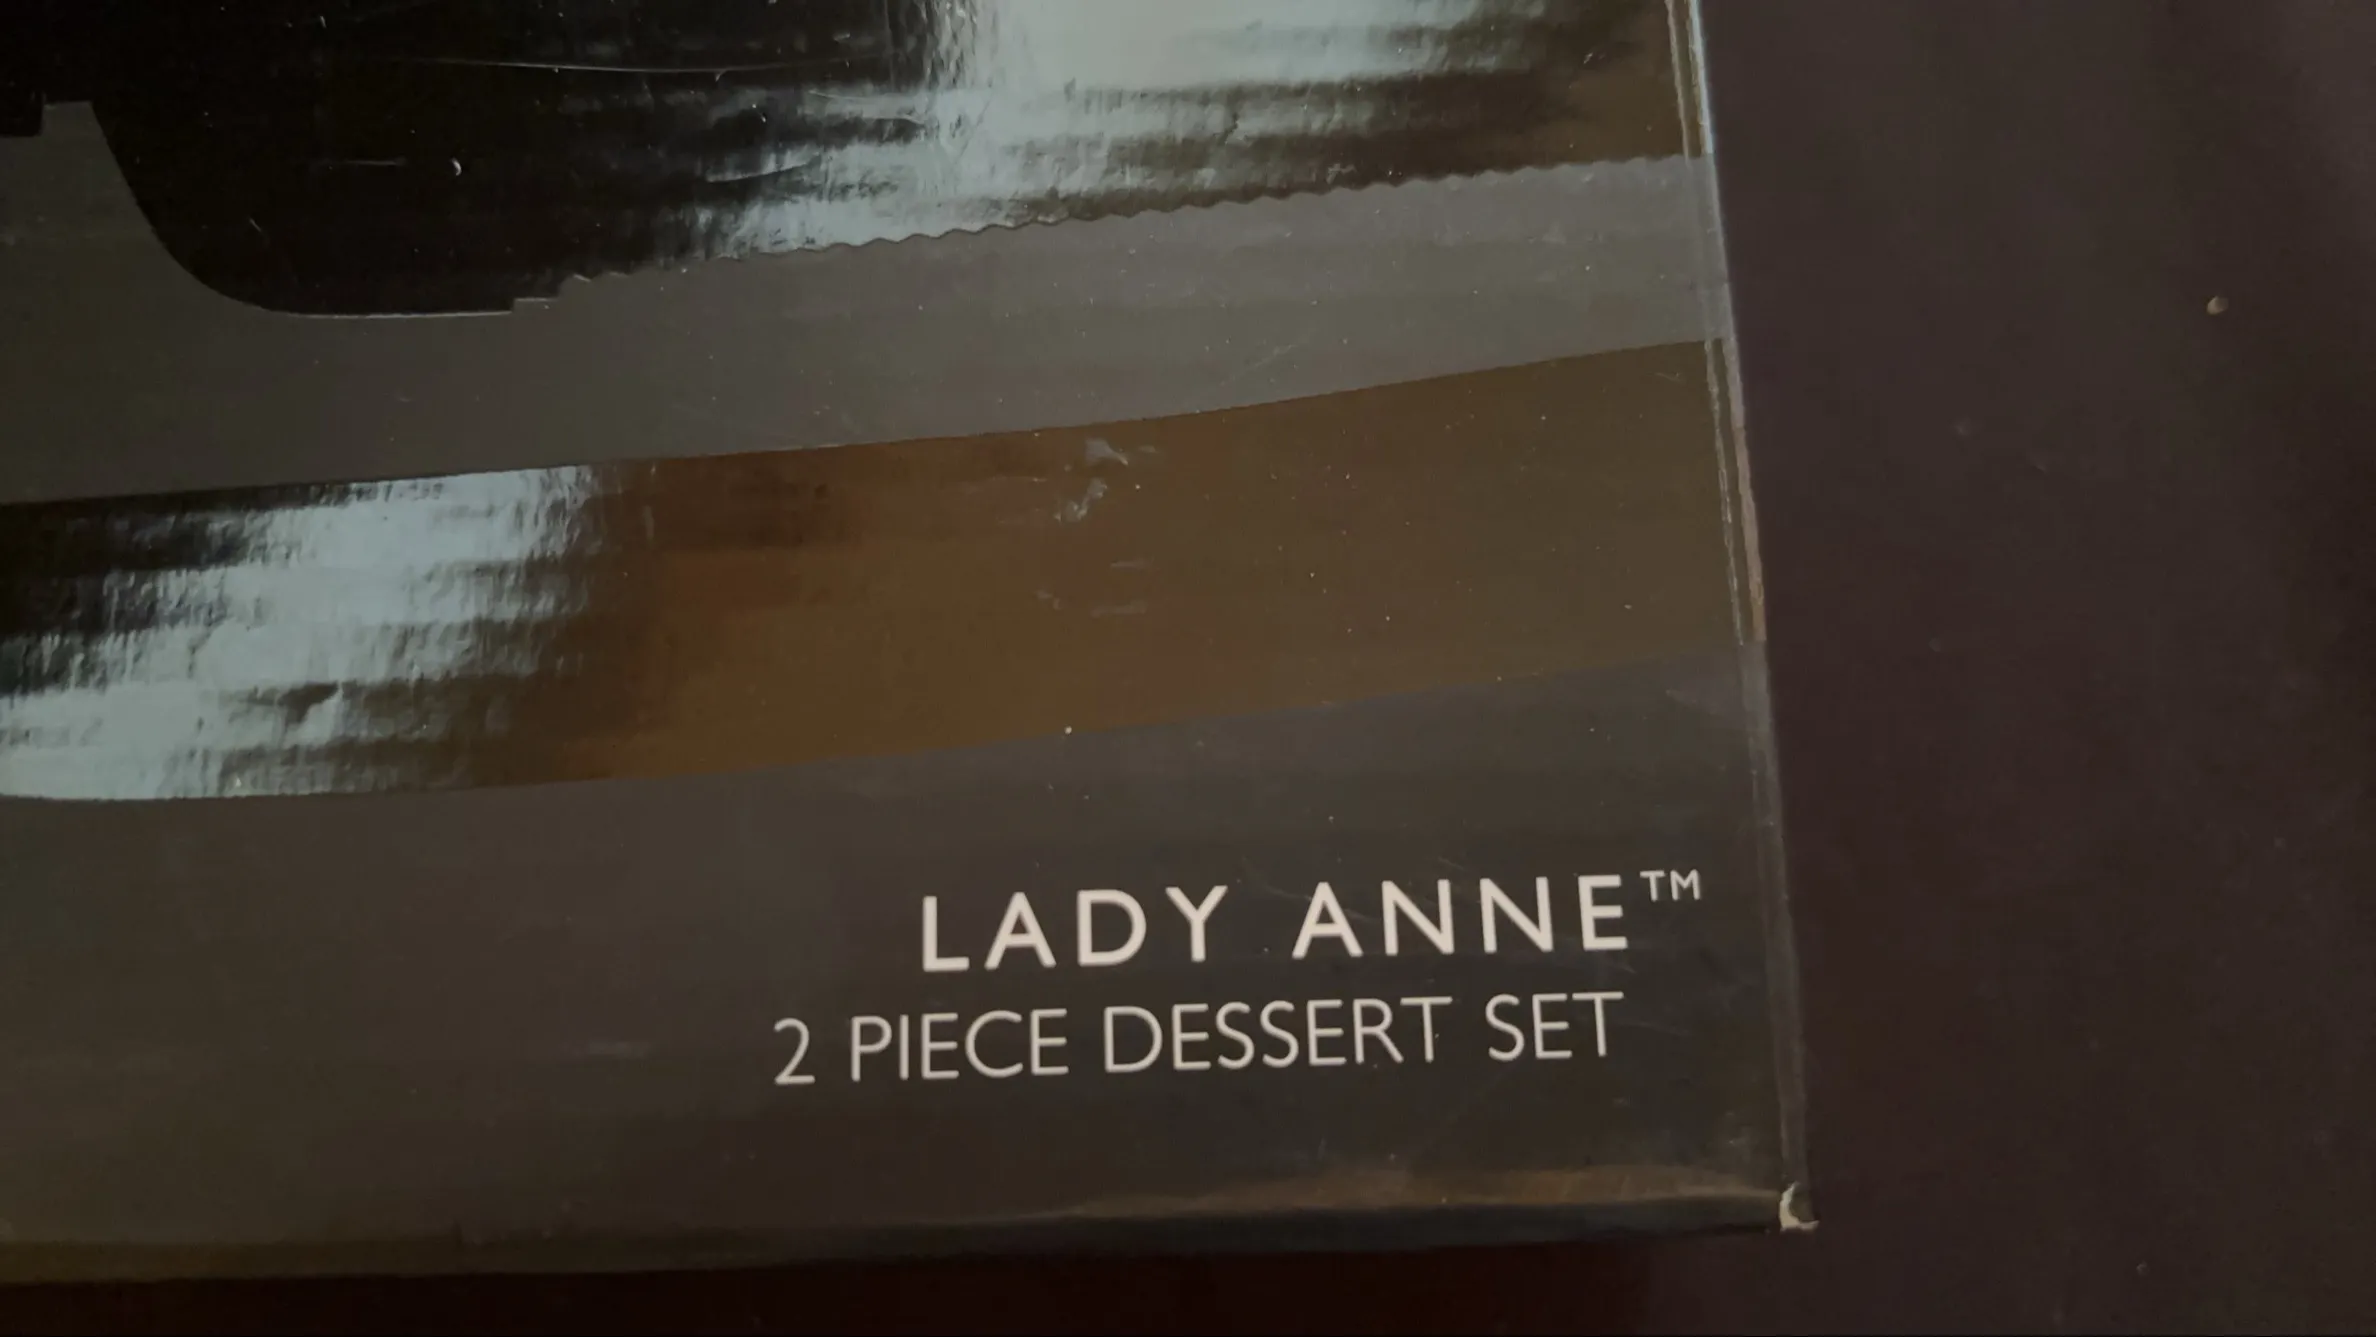 LADY ANNE™
2 PIECE DESSERT SET